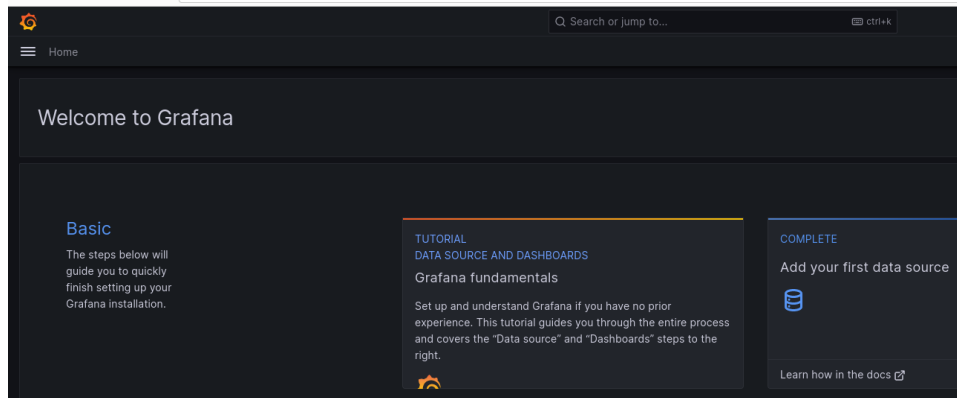 Search or jump to...
ctrl+k
Home
Welcome to Grafana
Basic
The steps below will
guide you to quickly
finish setting up your
Grafana installation.
TUTORIAL
DATA SOURCE AND DASHBOARDS
Grafana fundamentals
Set up and understand Grafana if you have no prior
experience. This tutorial guides you through the entire process
and covers the “Data source” and “Dashboards” steps to the
right.
COMPLETE
Add your first data source
Learn how in the docs